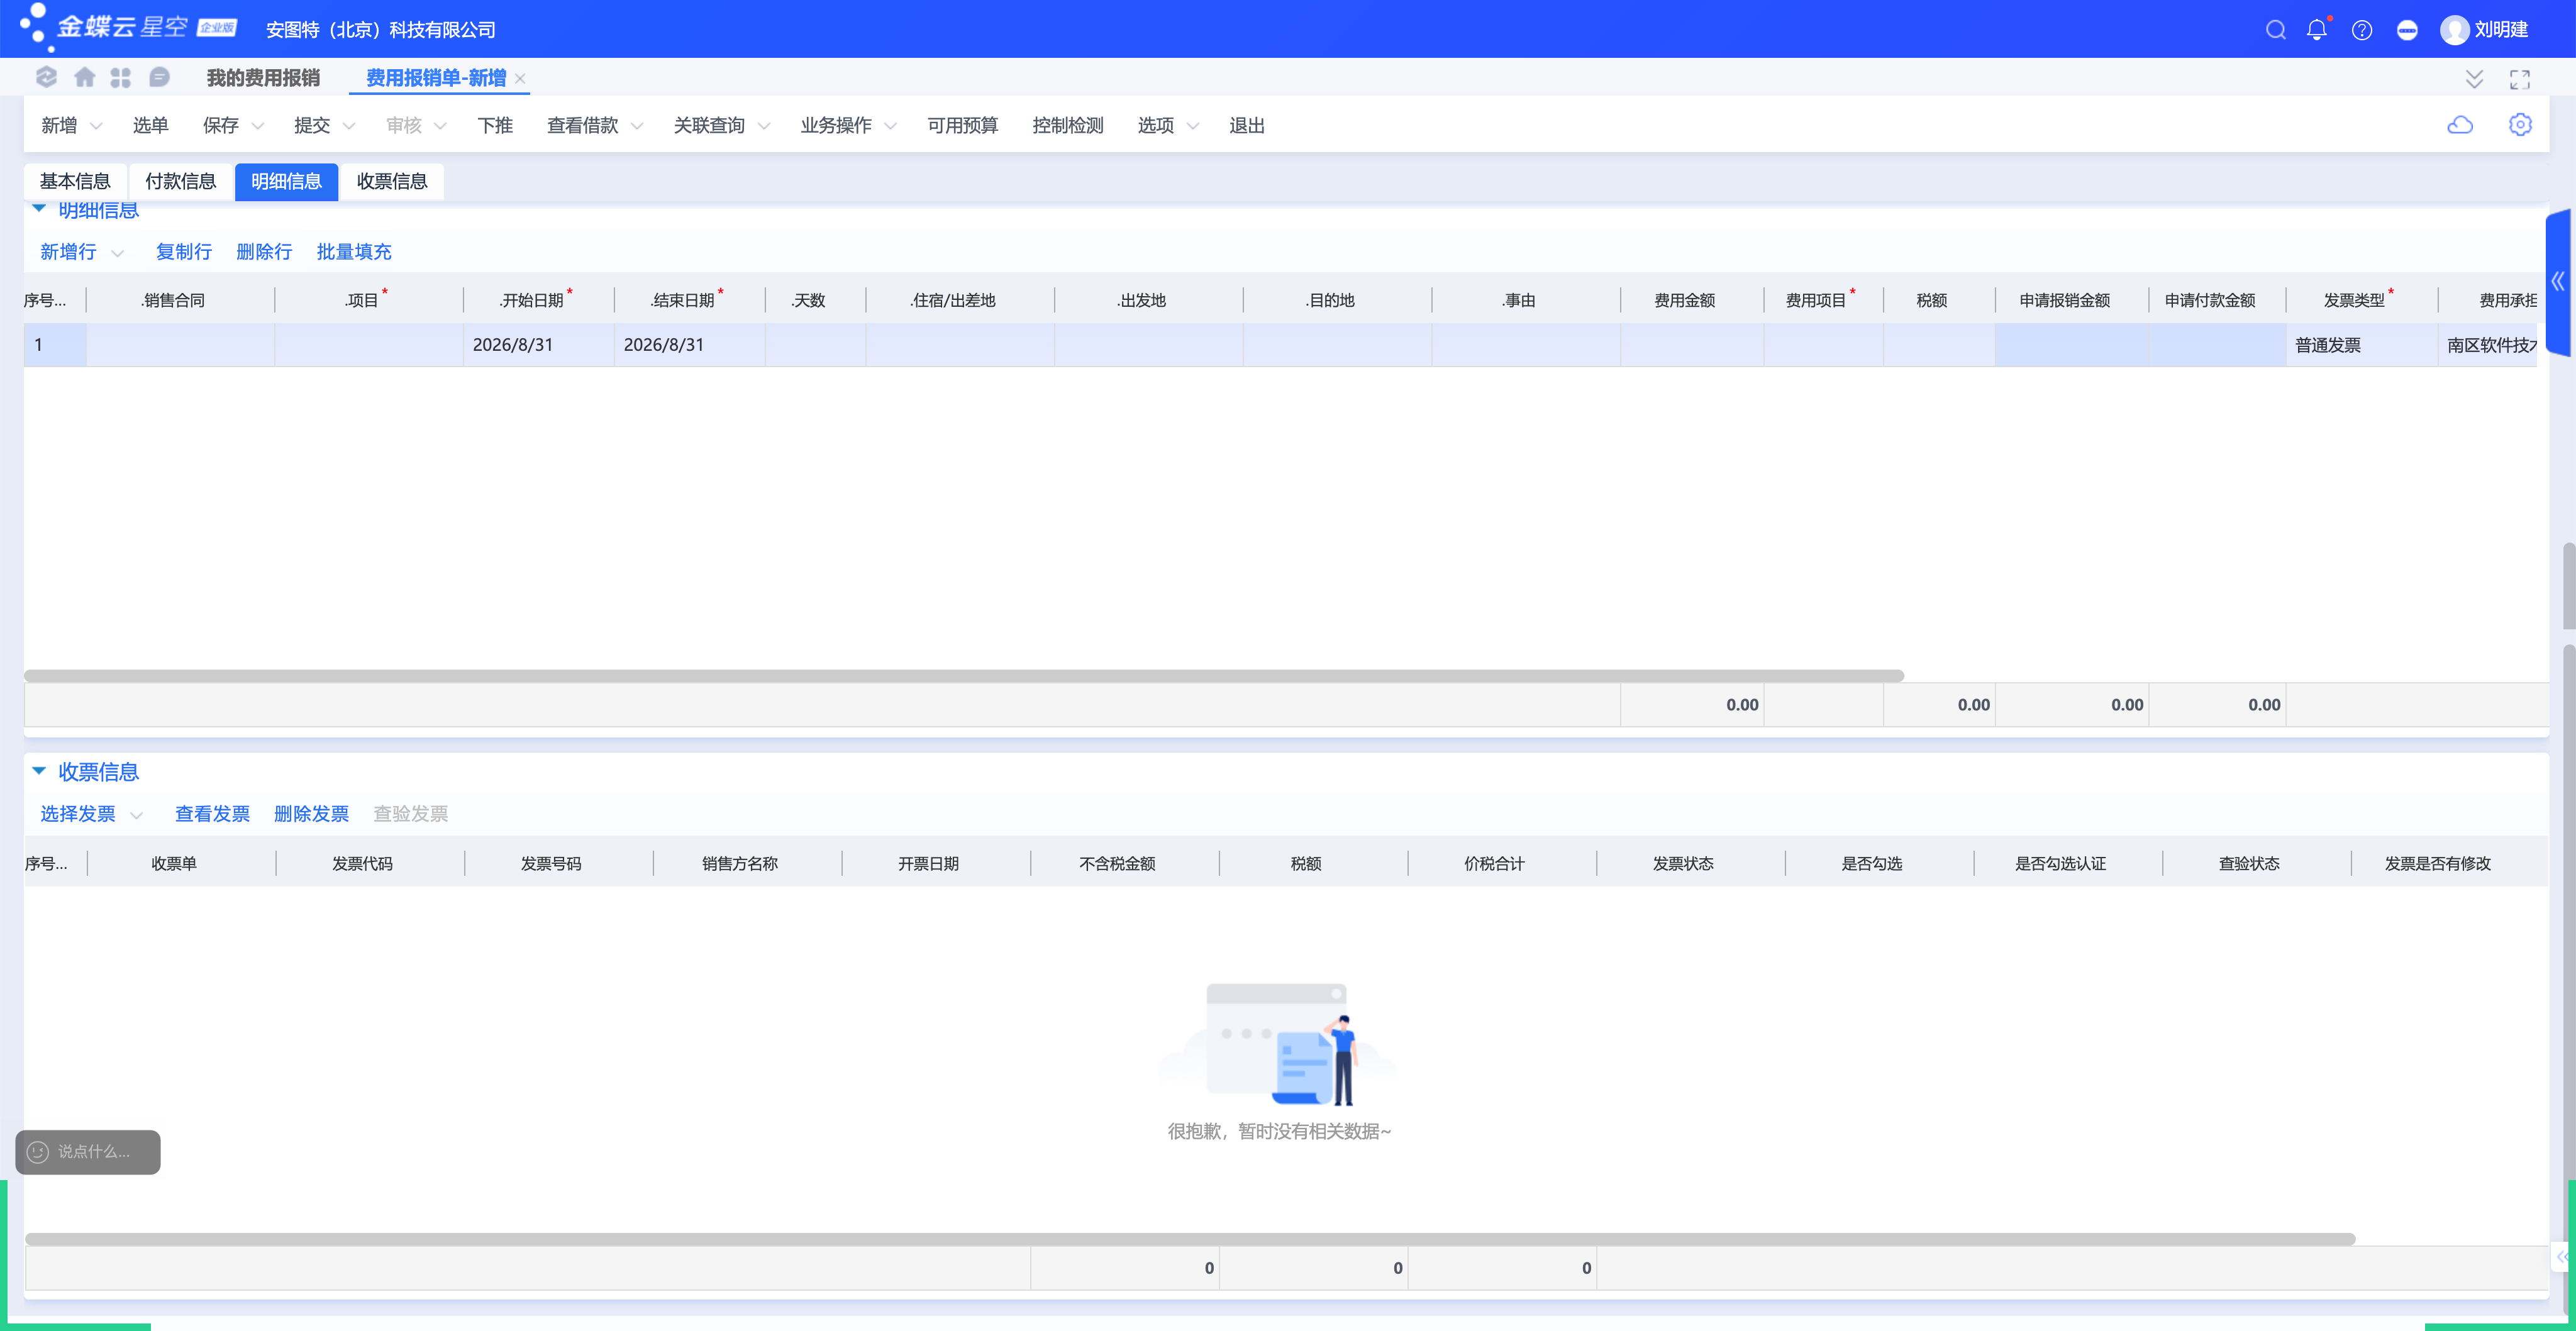 金蝶云星空 企业版 安图特（北京）科技有限公司 刘明建
我的费用报销 费用报销单-新增
新增 选单 保存 提交 审核 下推 查看借款 关联查询 业务操作 可用预算 控制检测 选项 退出
基本信息 付款信息 明细信息 收票信息
明细信息
新增行 复制行 删除行 批量填充
序号... .销售合同 .项目* .开始日期* .结束日期* .天数 .住宿/出差地 .出发地 .目的地 .事由 费用金额 费用项目* 税额 申请报销金额 申请付款金额 发票类型* 费用承担
1 2026/8/31 2026/8/31 普通发票 南区软件技
0.00 0.00 0.00 0.00
收票信息
选择发票 查看发票 删除发票 查验发票
序号... 收票单 发票代码 发票号码 销售方名称 开票日期 不含税金额 税额 价税合计 发票状态 是否勾选 是否勾选认证 查验状态 发票是否有修改
很抱歉，暂时没有相关数据~
说点什么...
0 0 0